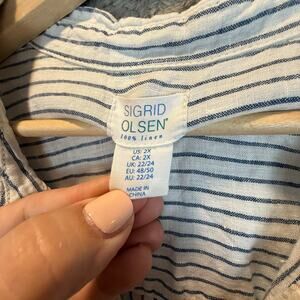 SIGRID
OLSEN
100% linen
US: 2X
CA: 2X
UK: 22/24
EU: 48/50
AU: 22/24
MADE IN
CHINA